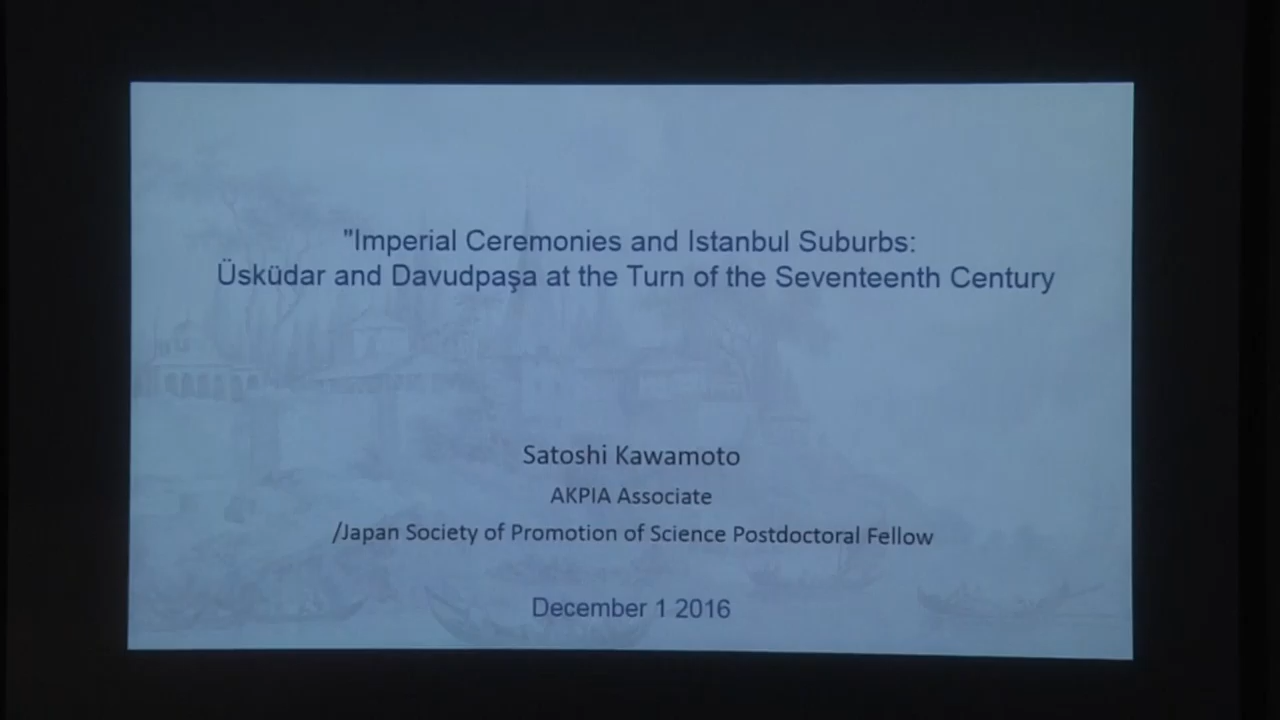 "Imperial Ceremonies and Istanbul Suburbs:
Üsküdar and Davudpaşa at the Turn of the Seventeenth Century
Satoshi Kawamoto
AKPIA Associate
/Japan Society of Promotion of Science Postdoctoral Fellow
December 1 2016